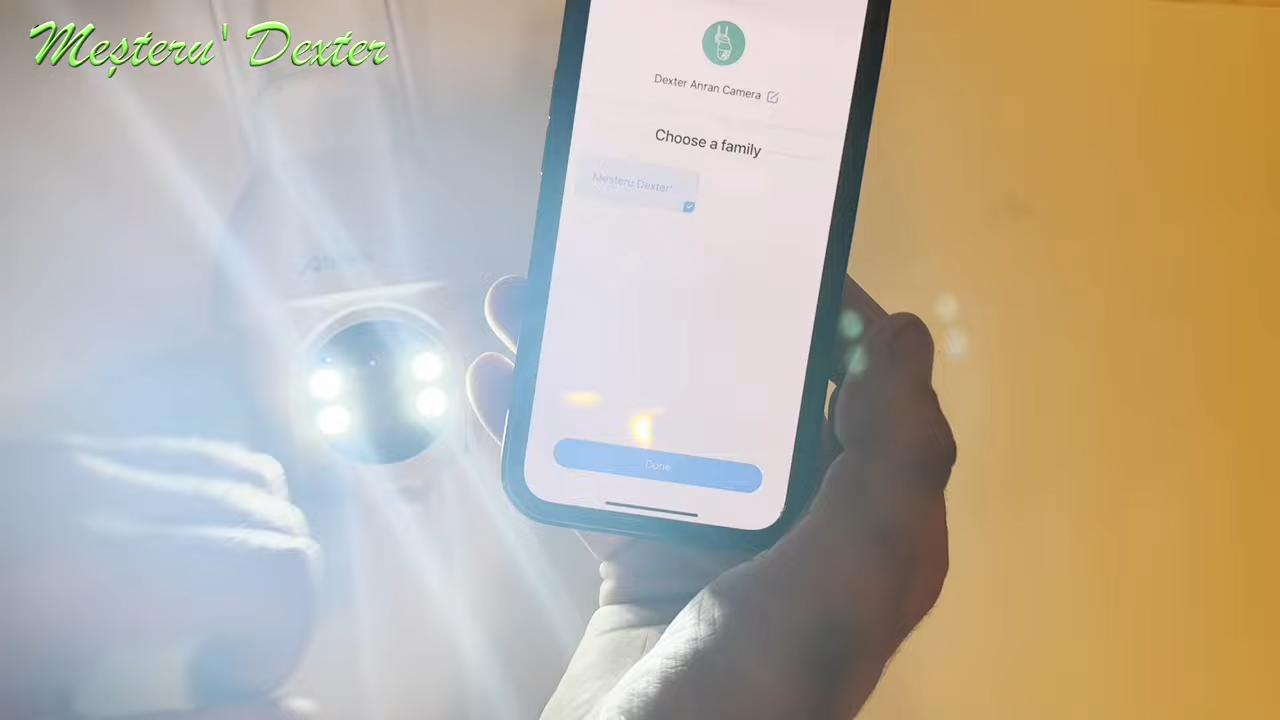 Meșteru' Dexter
Dexter Anran Camera
Choose a family
Meșteru Dexter'
Done